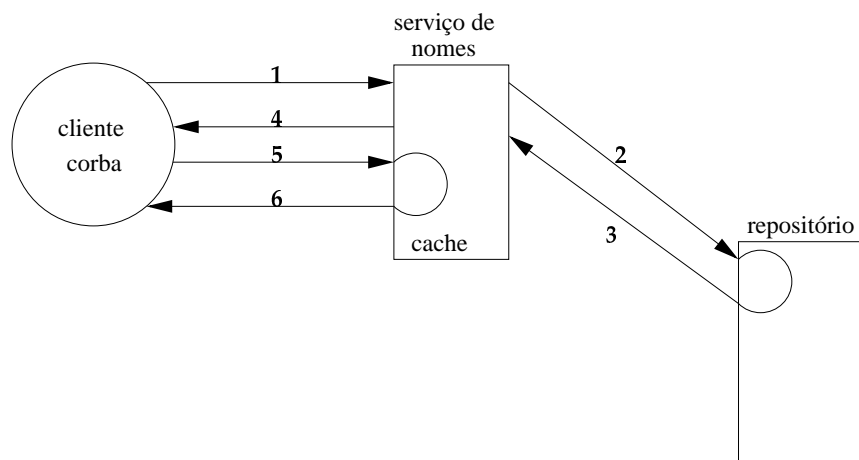 serviço de
nomes
1
4
cliente
corba
5
2
6
3
cache
repositório